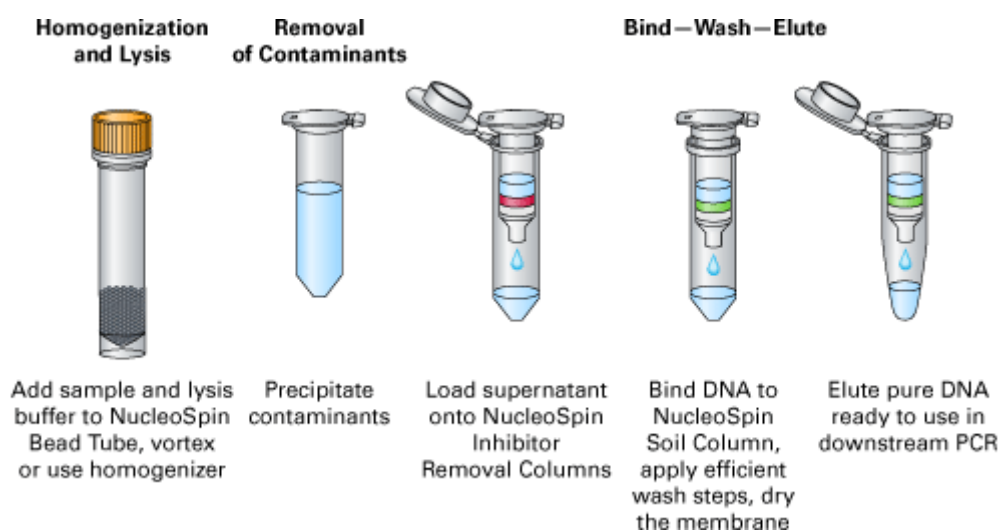 Homogenization
and Lysis
Removal
of Contaminants
Bind—Wash—Elute
Add sample and lysis
buffer to NucleoSpin
Bead Tube, vortex
or use homogenizer
Precipitate
contaminants
Load supernatant
onto NucleoSpin
Inhibitor
Removal Columns
Bind DNA to
NucleoSpin
Soil Column,
apply efficient
wash steps, dry
the membrane
Elute pure DNA
ready to use in
downstream PCR